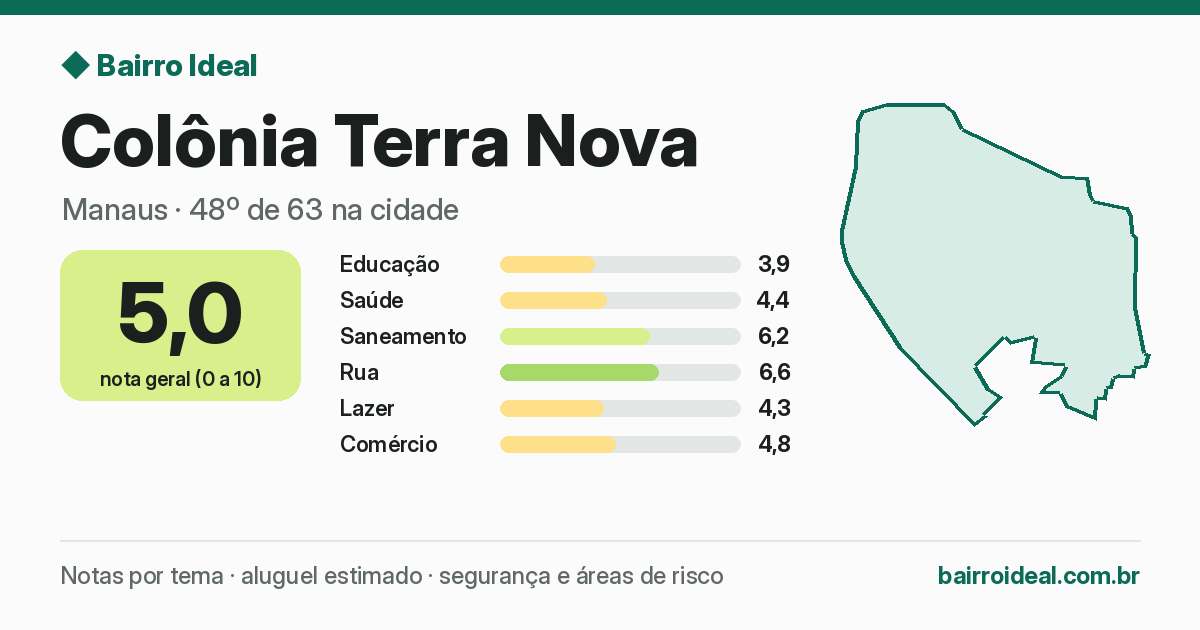 Bairro Ideal
Colônia Terra Nova
Manaus · 48º de 63 na cidade
5,0
nota geral (0 a 10)
Educação 3,9
Saúde 4,4
Saneamento 6,2
Rua 6,6
Lazer 4,3
Comércio 4,8
Notas por tema · aluguel estimado · segurança e áreas de risco
bairroideal.com.br